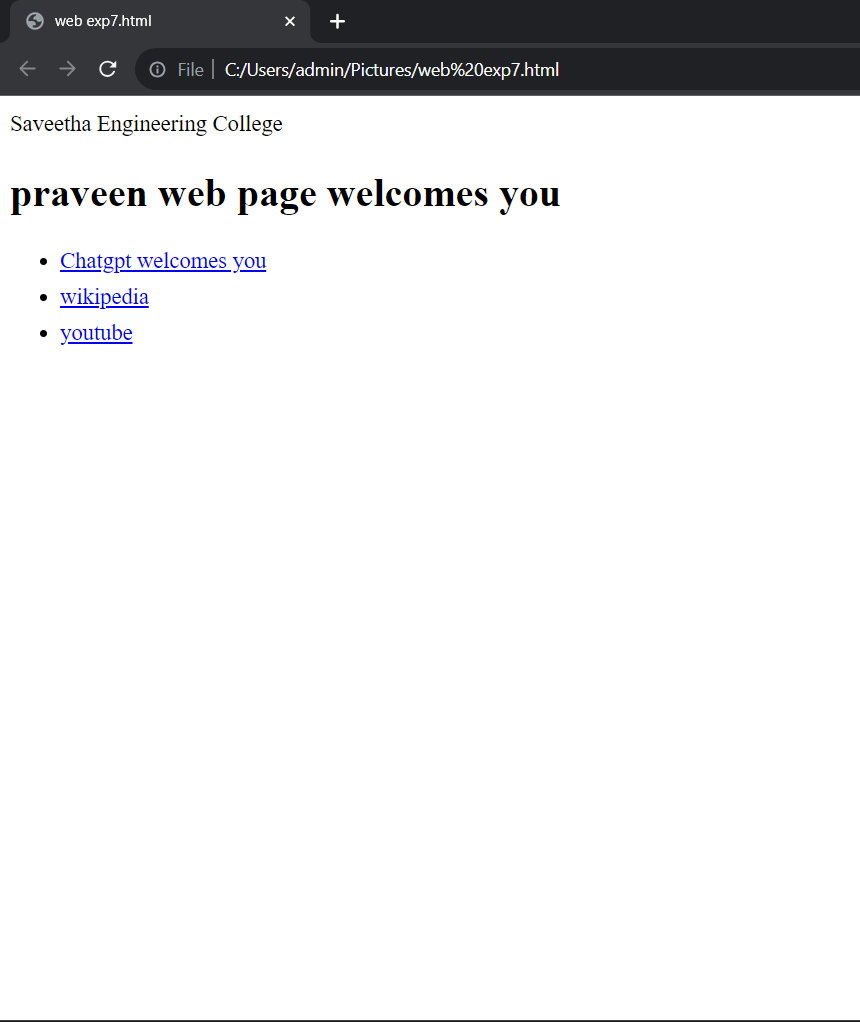 web exp7.html
File C:/Users/admin/Pictures/web%20exp7.html
Saveetha Engineering College
praveen web page welcomes you
Chatgpt welcomes you
wikipedia
youtube